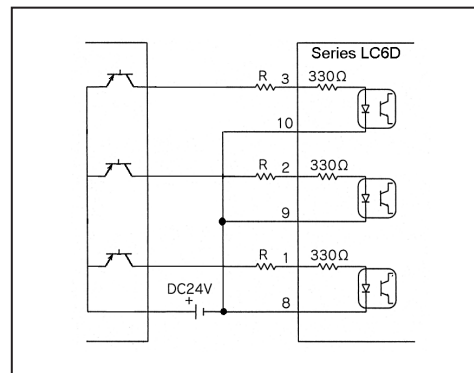 Series LC6D
R 3 330Ω
10
R 2 330Ω
9
R 1 330Ω
DC24V
+
8